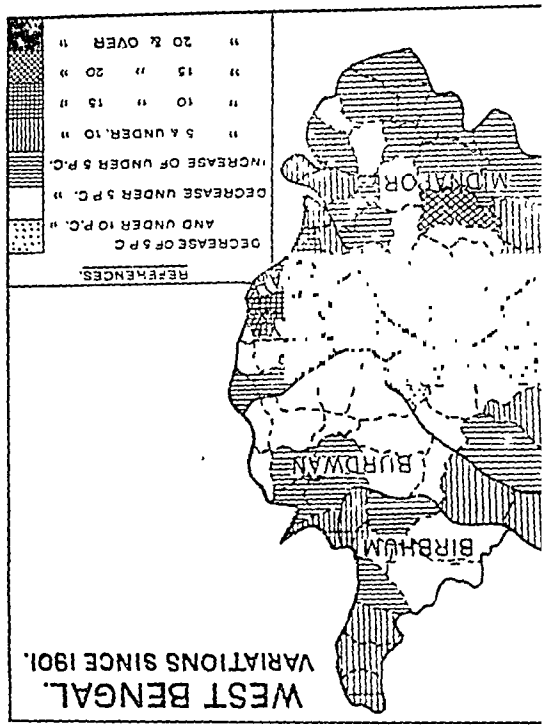 WEST BENGAL.
VARIATIONS SINCE 1901.
BIRBHUM
BURDWAN
MIDNAPORE
REFERENCES.
DECREASE OF 5 P.C
AND UNDER 10 P.C. "
DECREASE UNDER 5 P.C. "
INCREASE OF UNDER 5 P.C.
" 5 & UNDER. 10 "
" 10 " 15 "
" 15 " 20 "
" 20 & OVER "